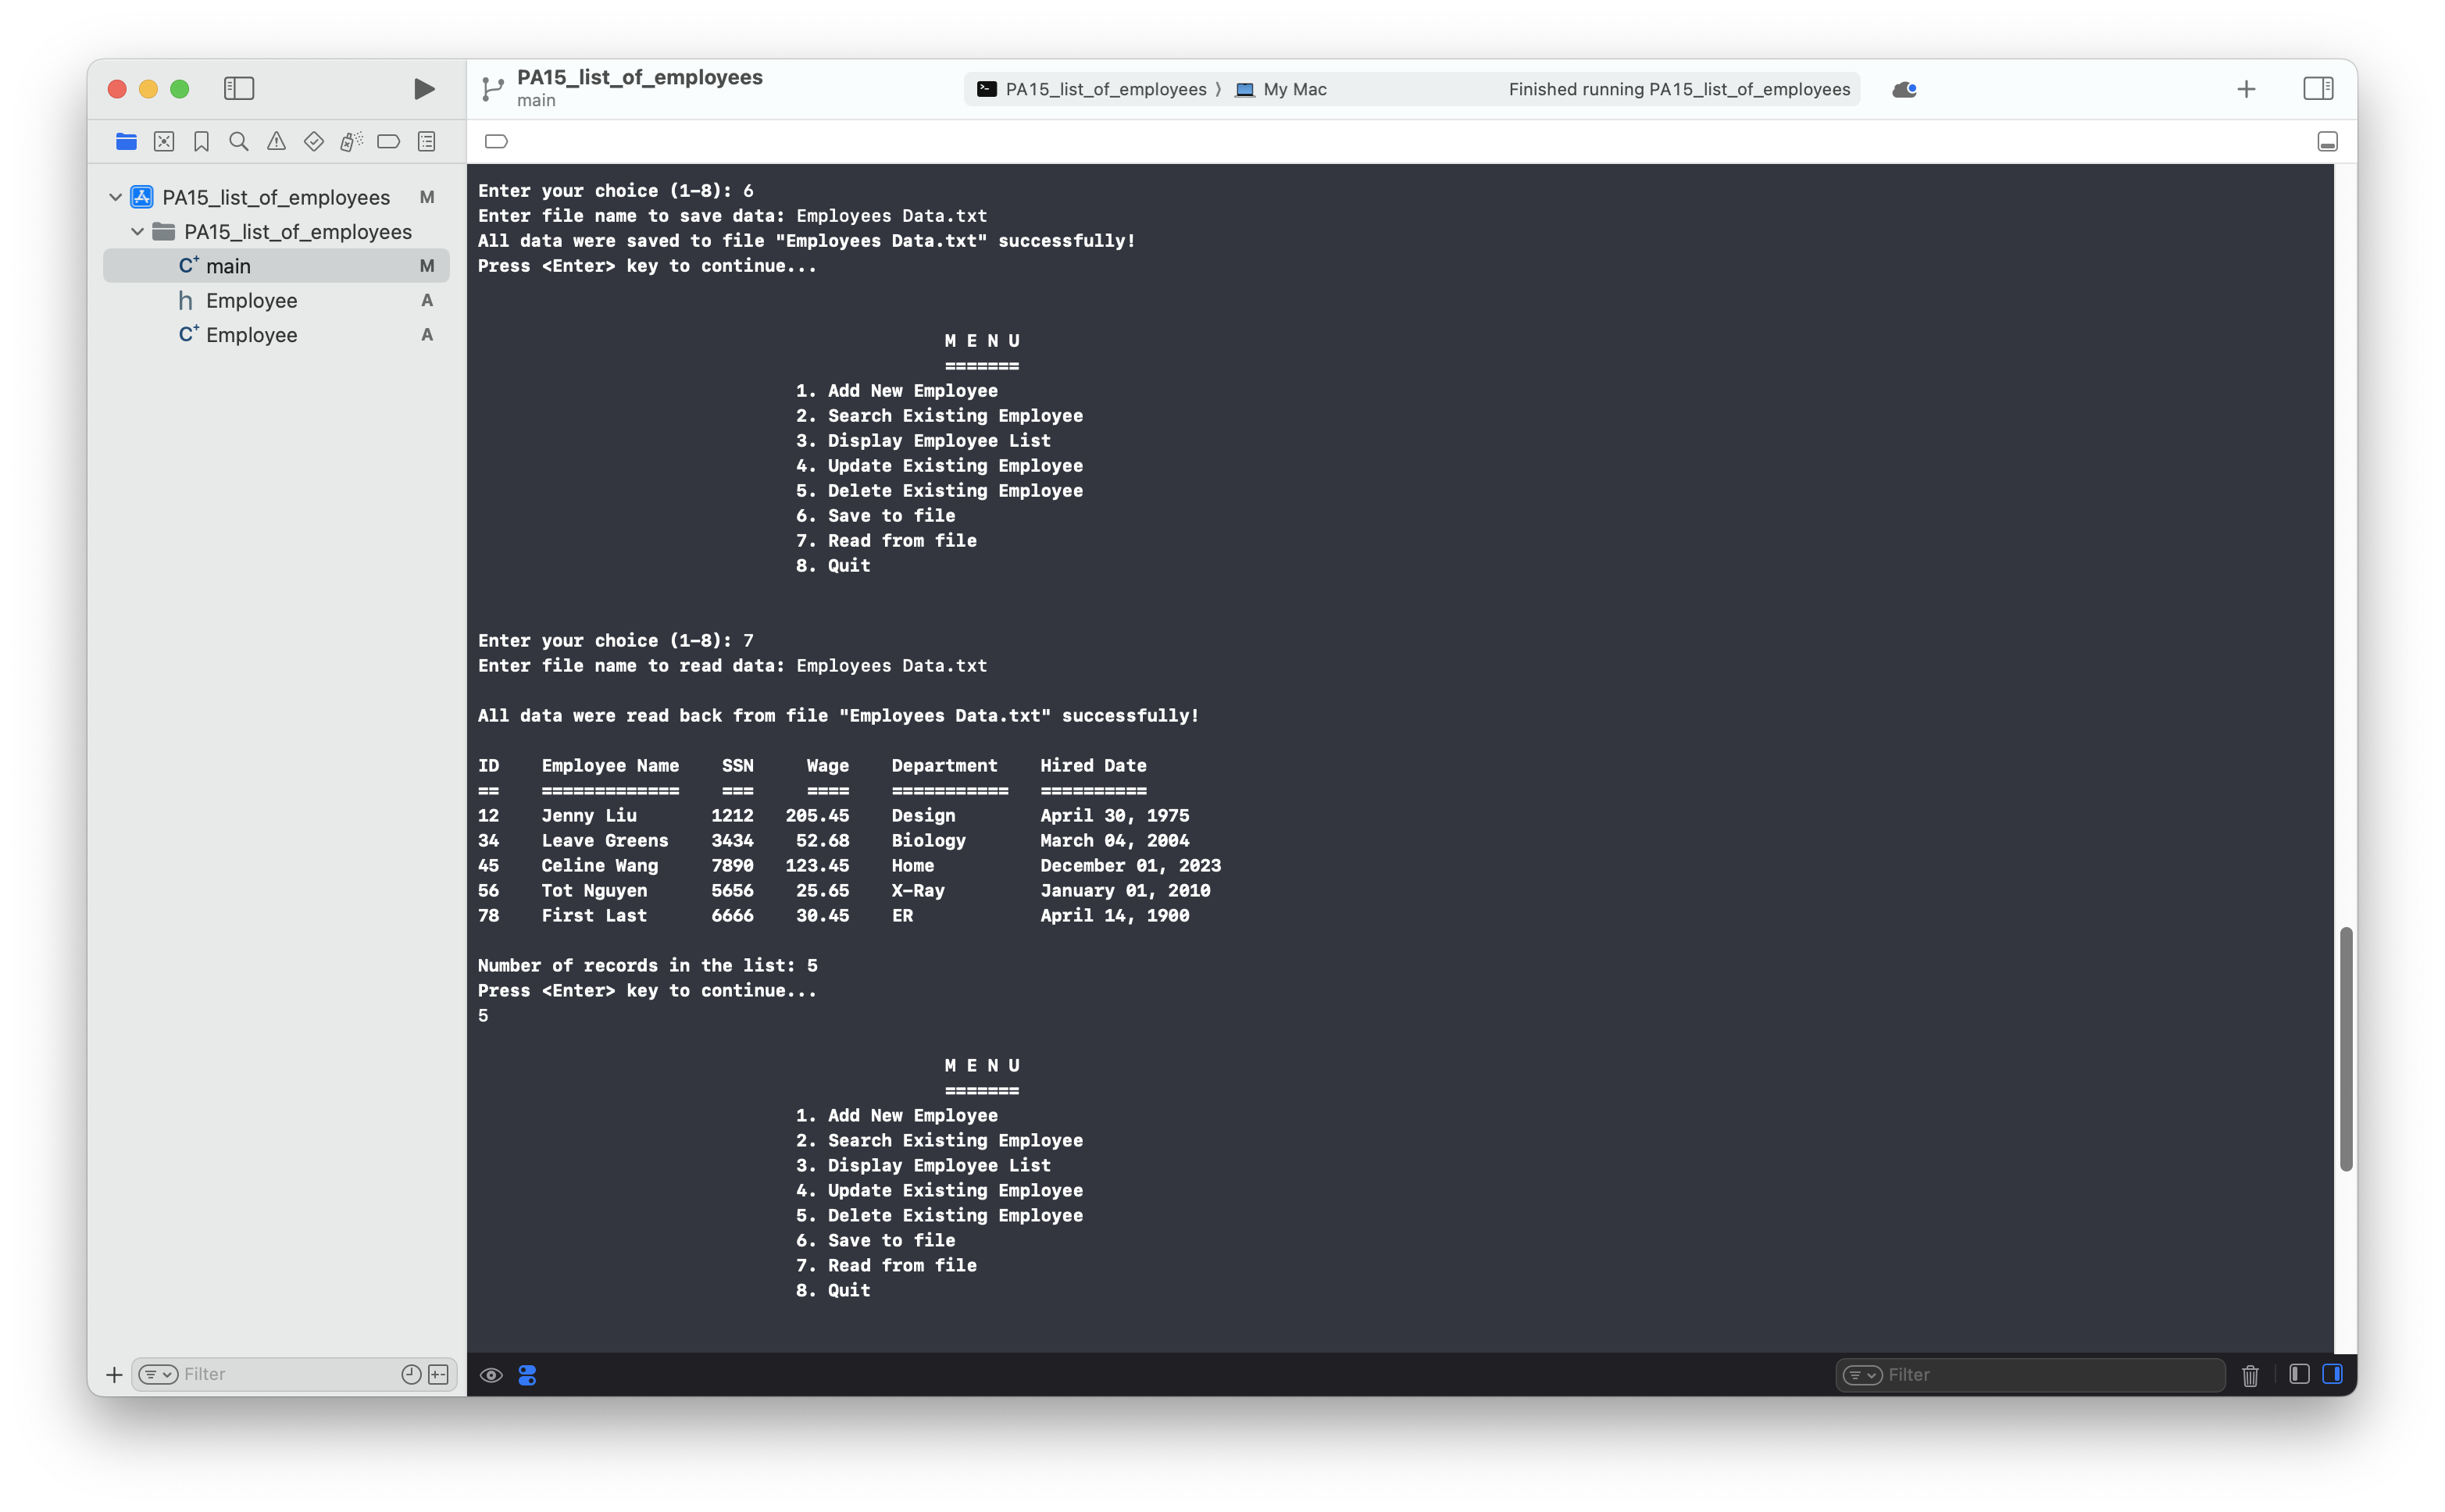 PA15_list_of_employees
main
PA15_list_of_employees 〉 My Mac
Finished running PA15_list_of_employees
PA15_list_of_employees M
PA15_list_of_employees
main M
Employee A
Employee A
Filter
Enter your choice (1-8): 6
Enter file name to save data: Employees Data.txt
All data were saved to file "Employees Data.txt" successfully!
Press <Enter> key to continue...
M E N U
=======
1. Add New Employee
2. Search Existing Employee
3. Display Employee List
4. Update Existing Employee
5. Delete Existing Employee
6. Save to file
7. Read from file
8. Quit
Enter your choice (1-8): 7
Enter file name to read data: Employees Data.txt
All data were read back from file "Employees Data.txt" successfully!
ID    Employee Name    SSN     Wage    Department    Hired Date
==    =============    ===     ====    ===========   ==========
12    Jenny Liu       1212   205.45    Design        April 30, 1975
34    Leave Greens    3434    52.68    Biology       March 04, 2004
45    Celine Wang     7890   123.45    Home          December 01, 2023
56    Tot Nguyen      5656    25.65    X-Ray         January 01, 2010
78    First Last      6666    30.45    ER            April 14, 1900
Number of records in the list: 5
Press <Enter> key to continue...
5
M E N U
=======
1. Add New Employee
2. Search Existing Employee
3. Display Employee List
4. Update Existing Employee
5. Delete Existing Employee
6. Save to file
7. Read from file
8. Quit
Filter